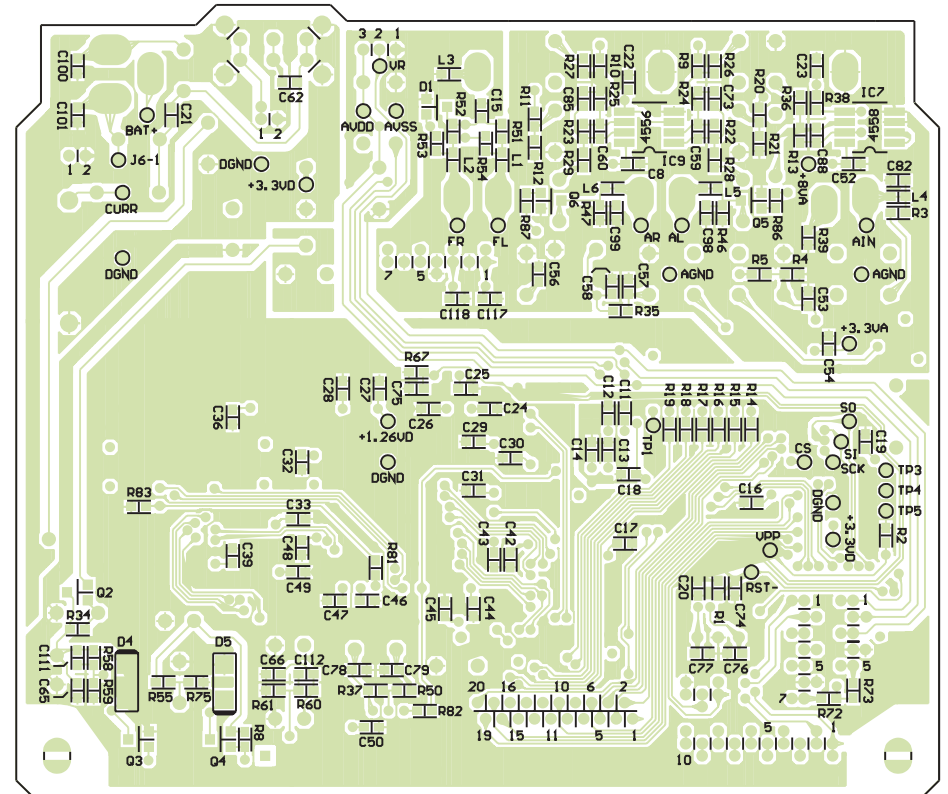 3 2 1
VR
C100
C62
L3
R27
R10
C22
R9
R26
C23
IC7
C101
BAT+
C21
1 2
AVDD
AVSS
D1
R52
C15
R11
C85
R25
R24
C73
R20
R36
R38
4556
4556
R53
R54
R51
R23
C60
C59
R22
R21
R13
C88
1 2
J6-1
DGND
L2
L1
R12
R29
C8
IC9
R28
+8VA
C52
C82
+3.3VD
CURR
L6
L5
L4
R3
R87
Q6
R47
C99
C98
R46
Q5
R86
FR
FL
AR
AL
R39
AIN
DGND
7 5 1
C56
C58
C57
AGND
R5
R4
AGND
C53
C118
C117
R35
+3.3VA
C54
R67
C28
C27
C75
C25
C12
C11
C36
C26
C24
R19
R18
R17
R16
R15
R14
SO
+1.26VD
C29
TP1
C19
SI
C32
DGND
C30
C14
C13
CS
SCK
TP3
C31
C18
TP4
R83
C16
DGND
TP5
C33
C17
+3.3VD
R2
C39
C48
C43
C42
VPP
C49
R81
RST-
Q2
C47
C46
C45
C44
C20
R1
C74
1
1
R34
D4
D5
C111
R58
C66
C112
C78
C79
C77
C76
5
5
C65
R59
R55
R75
R61
R60
R37
R50
20 16 10 6 2
7
R72
R73
R82
Q3
Q4
R8
C50
19 15 11 5 1
10 5 1